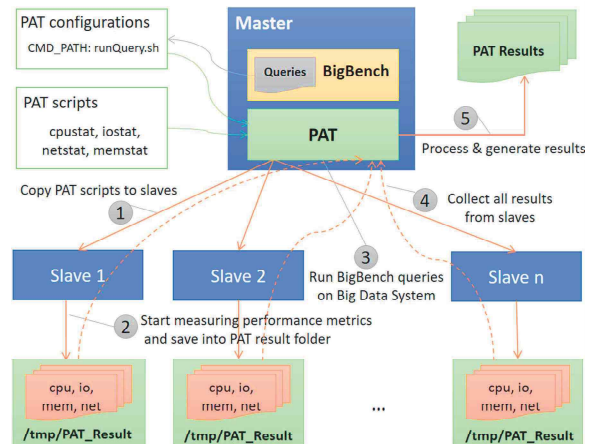 PAT configurations
CMD_PATH: runQuery.sh
PAT scripts
cpustat, iostat,
netstat, memstat
Master
Queries
BigBench
PAT
PAT Results
5
Process & generate results
Copy PAT scripts to slaves
1
4
Collect all results
from slaves
3
Run BigBench queries
on Big Data System
Slave 1
Slave 2
Slave n
2
Start measuring performance metrics
and save into PAT result folder
cpu, io,
mem, net
/tmp/PAT_Result
cpu, io,
mem, net
/tmp/PAT_Result
...
cpu, io,
mem, net
/tmp/PAT_Result